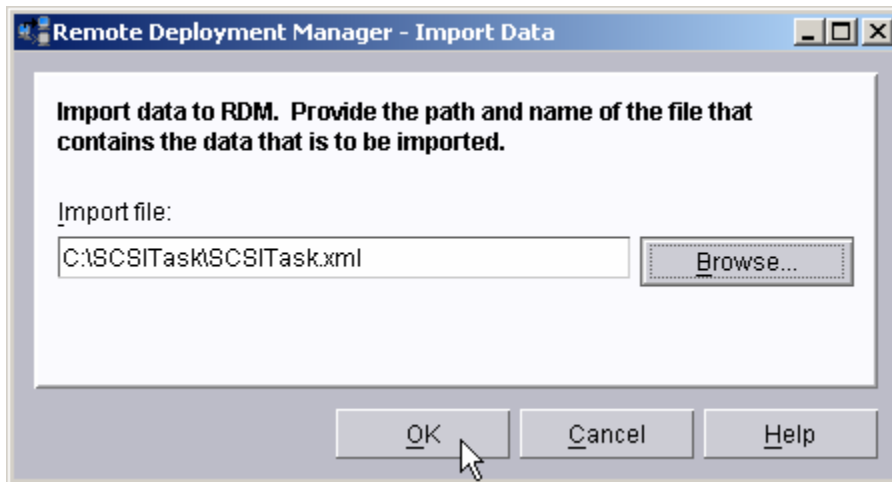 Remote Deployment Manager - Import Data
Import data to RDM. Provide the path and name of the file that
contains the data that is to be imported.
Import file:
C:\SCSITask\SCSITask.xml
Browse...
OK
Cancel
Help